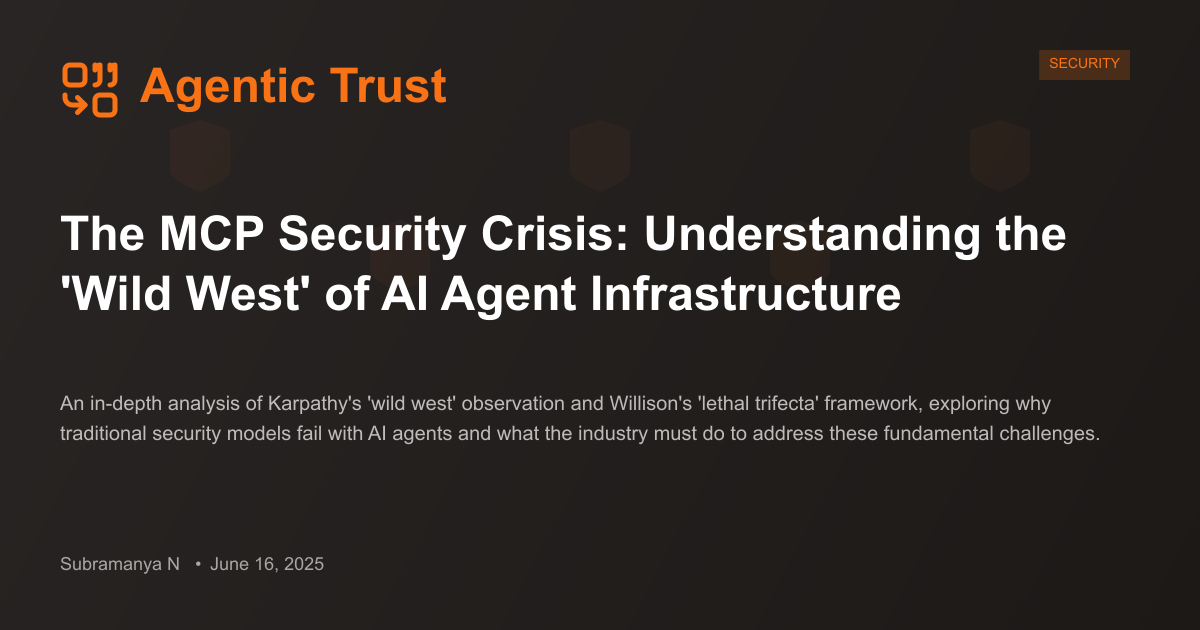 Agentic Trust
SECURITY
The MCP Security Crisis: Understanding the
'Wild West' of AI Agent Infrastructure
An in-depth analysis of Karpathy's 'wild west' observation and Willison's 'lethal trifecta' framework, exploring why
traditional security models fail with AI agents and what the industry must do to address these fundamental challenges.
Subramanya N • June 16, 2025